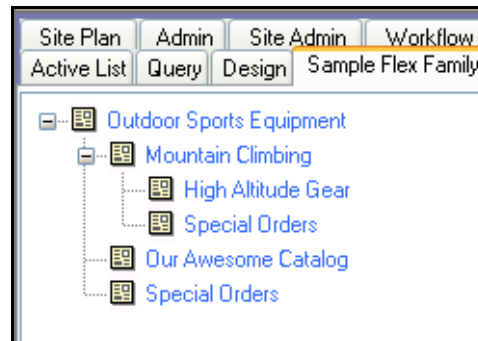 Site Plan Admin Site Admin Workflow
Active List Query Design Sample Flex Family
Outdoor Sports Equipment
Mountain Climbing
High Altitude Gear
Special Orders
Our Awesome Catalog
Special Orders